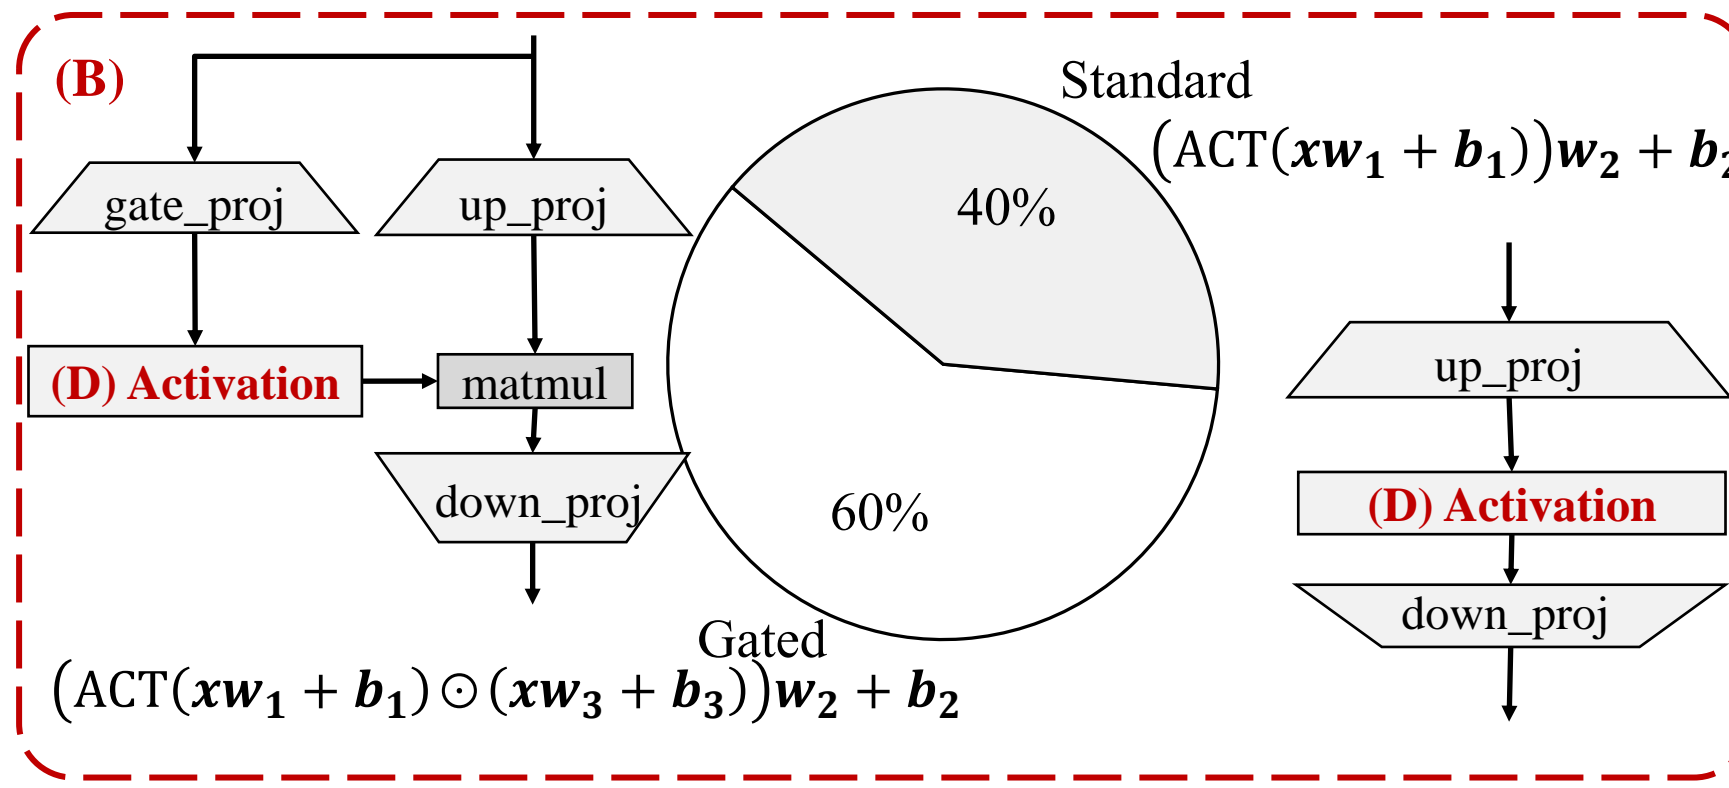 (B)
Standard
(ACT(xw₁ + b₁))w₂ + b₂
gate_proj
up_proj
40%
up_proj
(D) Activation
matmul
down_proj
60%
(D) Activation
down_proj
Gated
(ACT(xw₁ + b₁)⊙(xw₃ + b₃))w₂ + b₂